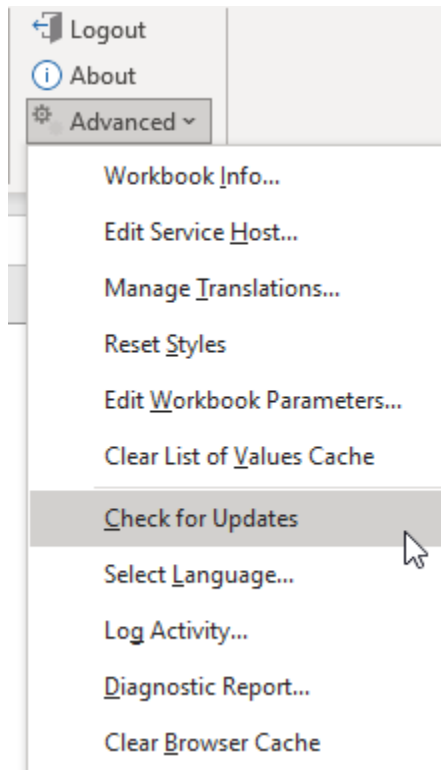 Logout
About
Advanced
Workbook Info...
Edit Service Host...
Manage Translations...
Reset Styles
Edit Workbook Parameters...
Clear List of Values Cache
Check for Updates
Select Language...
Log Activity...
Diagnostic Report...
Clear Browser Cache